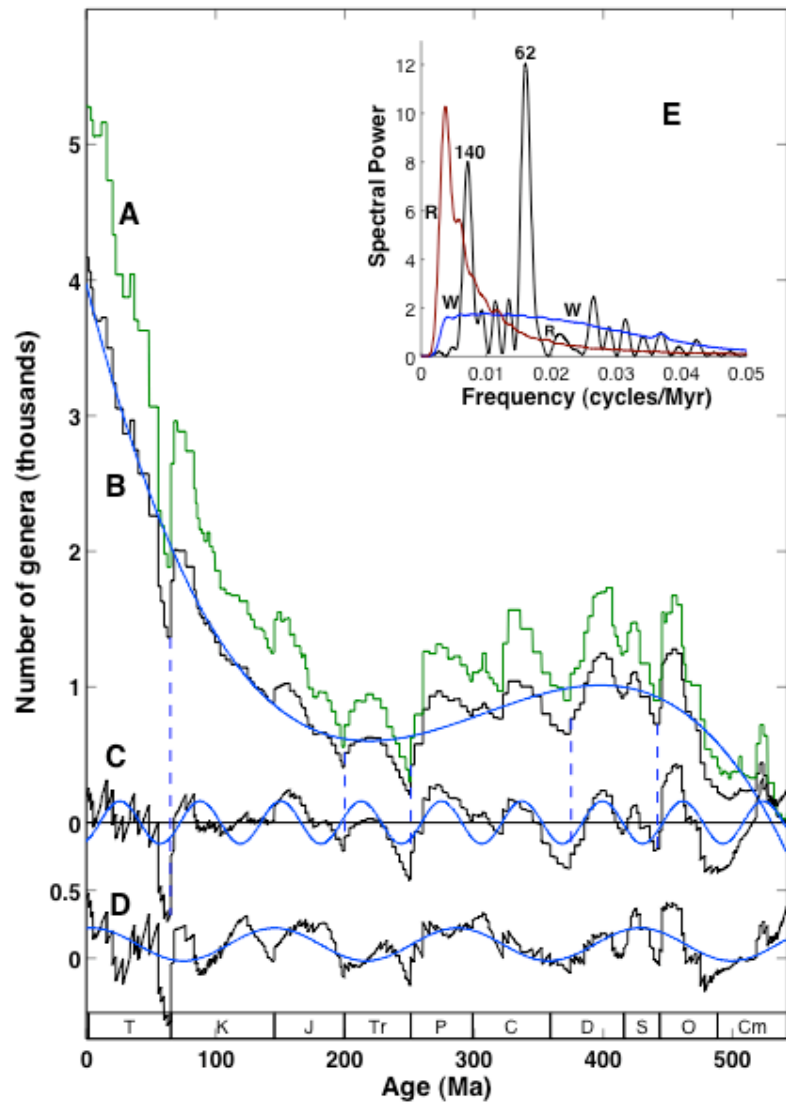 5
4
3
2
1
0
0.5
0
Number of genera (thousands)
A
B
C
D
12
10
8
6
4
2
0
Spectral Power
62
140
E
R
W
W
R
0 0.01 0.02 0.03 0.04 0.05
Frequency (cycles/Myr)
T K J Tr P C D S O Cm
0 100 200 300 400 500
Age (Ma)